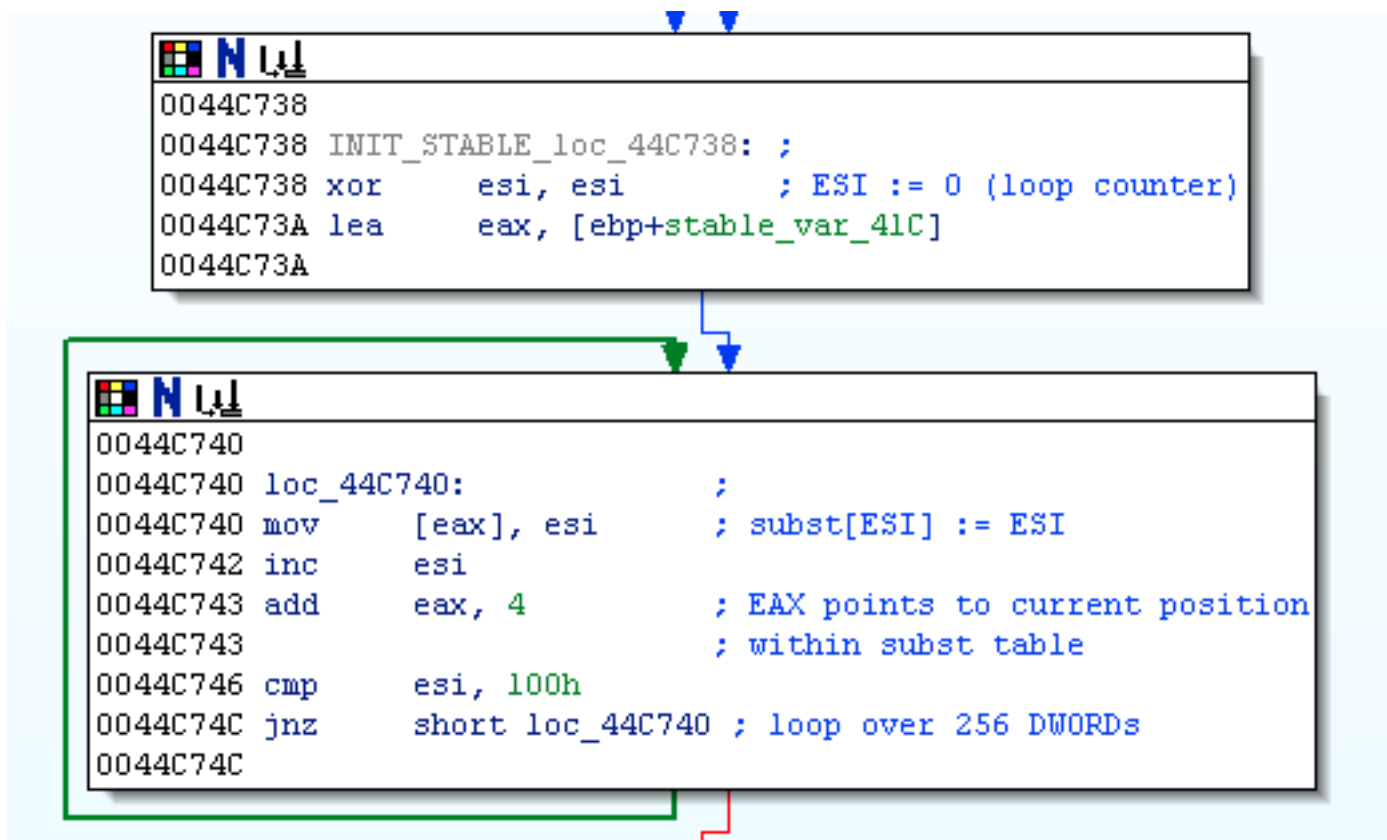 0044C738
0044C738 INIT_STABLE_loc_44C738: ;
0044C738 xor esi, esi ; ESI := 0 (loop counter)
0044C73A lea eax, [ebp+stable_var_41C]
0044C73A
0044C740
0044C740 loc_44C740: ;
0044C740 mov [eax], esi ; subst[ESI] := ESI
0044C742 inc esi
0044C743 add eax, 4 ; EAX points to current position
0044C743 ; within subst table
0044C746 cmp esi, 100h
0044C74C jnz short loc_44C740 ; loop over 256 DWORDs
0044C74C